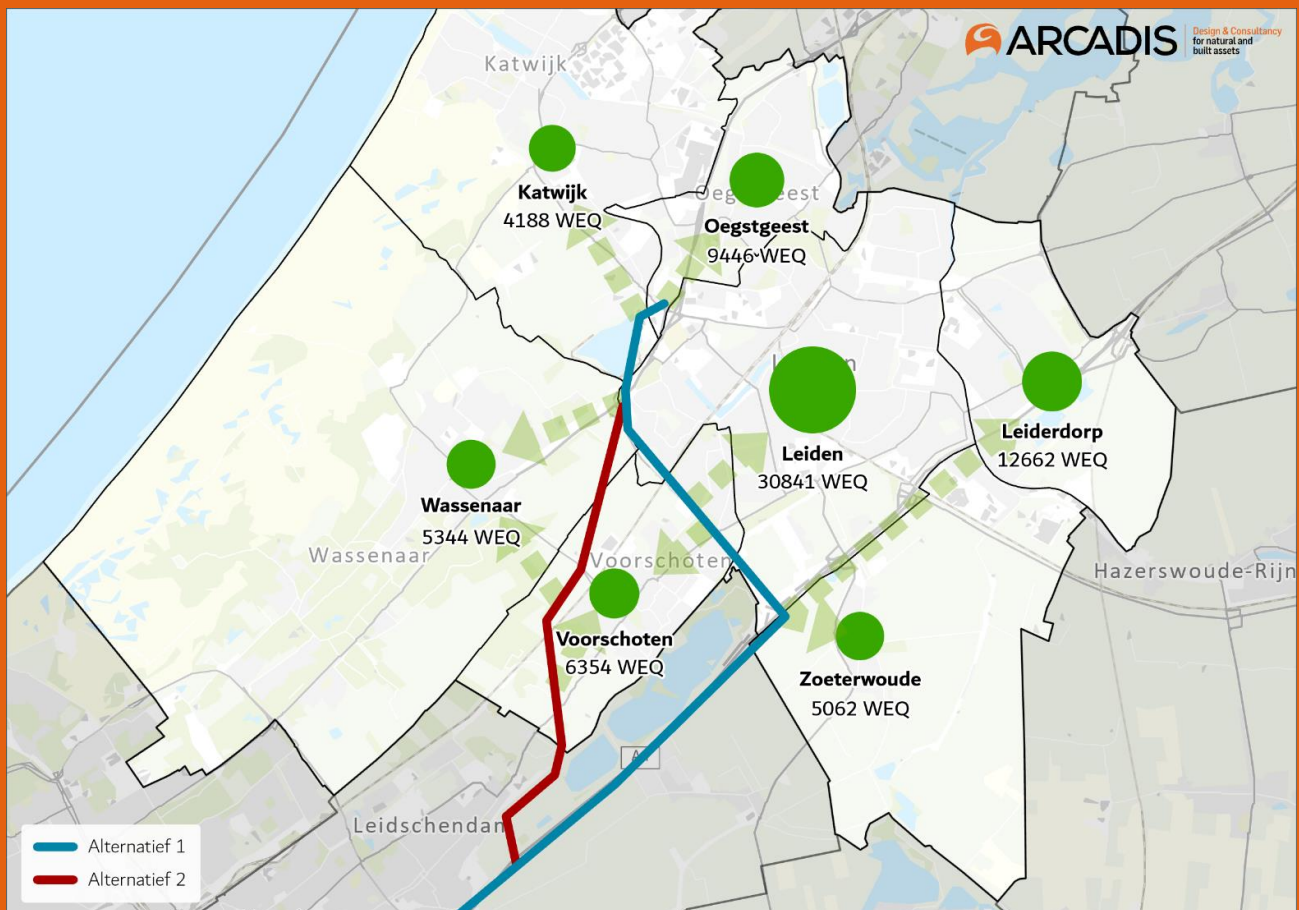 ARCADIS
Design & Consultancy
for natural and
built assets
Katwijk
Katwijk
4188 WEQ
Oegstgeest
9446 WEQ
Leiderdorp
12662 WEQ
Leiden
30841 WEQ
Wassenaar
5344 WEQ
Wassenaar
Voorschoten
Hazerswoude-Rijn
Voorschoten
6354 WEQ
Zoeterwoude
5062 WEQ
Leidschendam
Alternatief 1
Alternatief 2